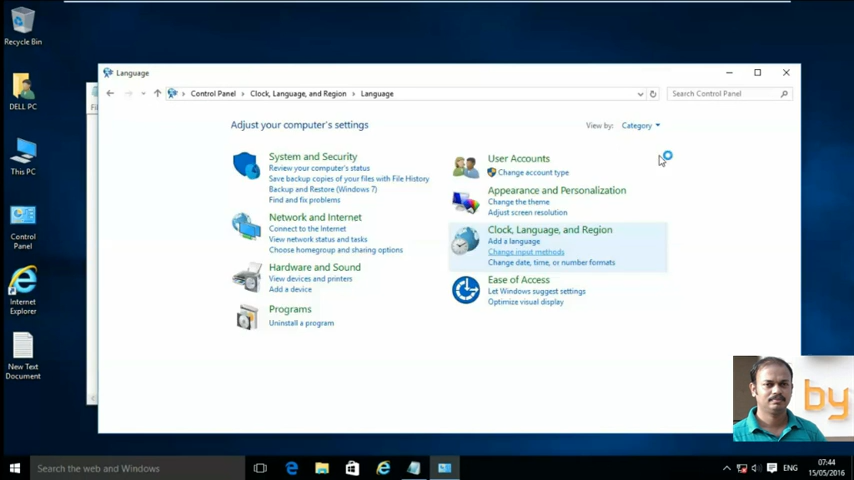 Recycle Bin
DELL PC
This PC
Control
Panel
Internet
Explorer
New Text
Document
Language
Control Panel > Clock, Language, and Region > Language
Search Control Panel
Adjust your computer's settings
View by: Category
System and Security
Review your computer's status
Save backup copies of your files with File History
Backup and Restore (Windows 7)
Find and fix problems
Network and Internet
Connect to the Internet
View network status and tasks
Choose homegroup and sharing options
Hardware and Sound
View devices and printers
Add a device
Programs
Uninstall a program
User Accounts
Change account type
Appearance and Personalization
Change the theme
Adjust screen resolution
Clock, Language, and Region
Add a language
Change input methods
Change date, time, or number formats
Ease of Access
Let Windows suggest settings
Optimize visual display
by
Search the web and Windows
ENG
07:44
15/05/2016